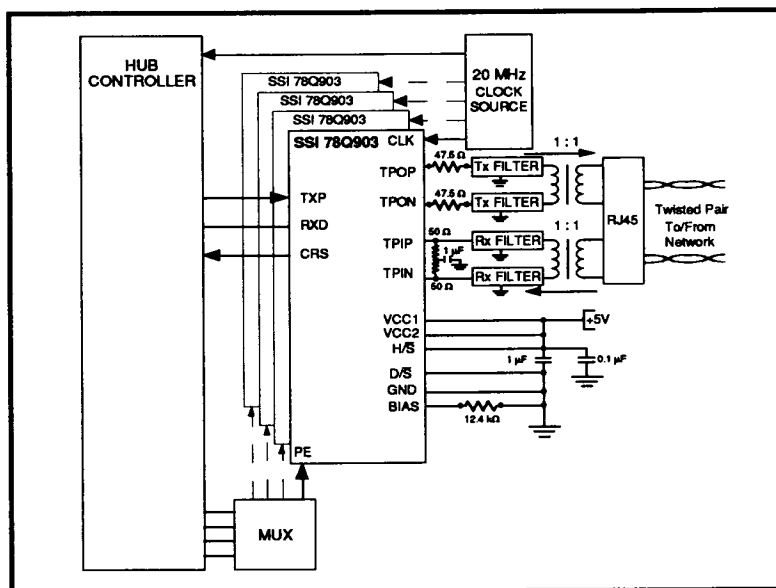 HUB
CONTROLLER
20 MHz
CLOCK
SOURCE
SSI 78Q903
SSI 78Q903
SSI 78Q903
SSI 78Q903
CLK
1 : 1
TPOP
47.5 Ω
Tx FILTER
TXP
TPON
47.5 Ω
Tx FILTER
RJ45
Twisted Pair
To/From
Network
RXD
TPIP
50 Ω
1 µF
Rx FILTER
1 : 1
CRS
TPIN
50 Ω
Rx FILTER
VCC1
+5V
VCC2
H/S̅
1 µF
0.1 µF
D/S̅
GND
BIAS
12.4 kΩ
PE
MUX